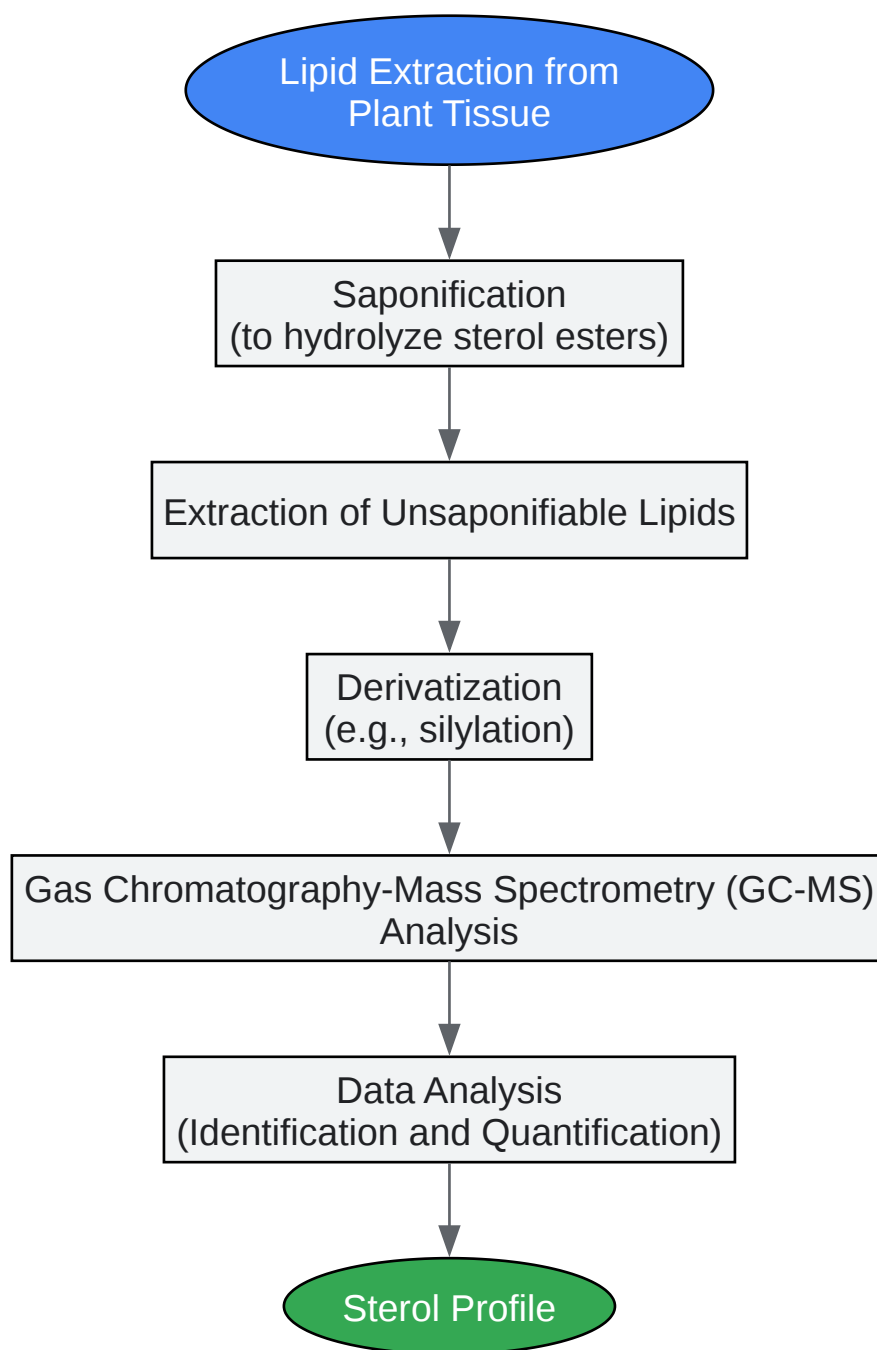 Lipid Extraction from
Plant Tissue
Saponification
(to hydrolyze sterol esters)
Extraction of Unsaponifiable Lipids
Derivatization
(e.g., silylation)
Gas Chromatography-Mass Spectrometry (GC-MS)
Analysis
Data Analysis
(Identification and Quantification)
Sterol Profile